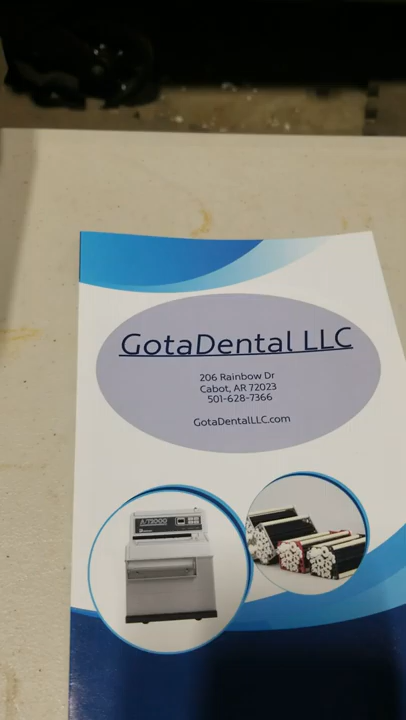 GotaDental LLC
206 Rainbow Dr
Cabot, AR 72023
501-628-7366
GotaDentalLLC.com